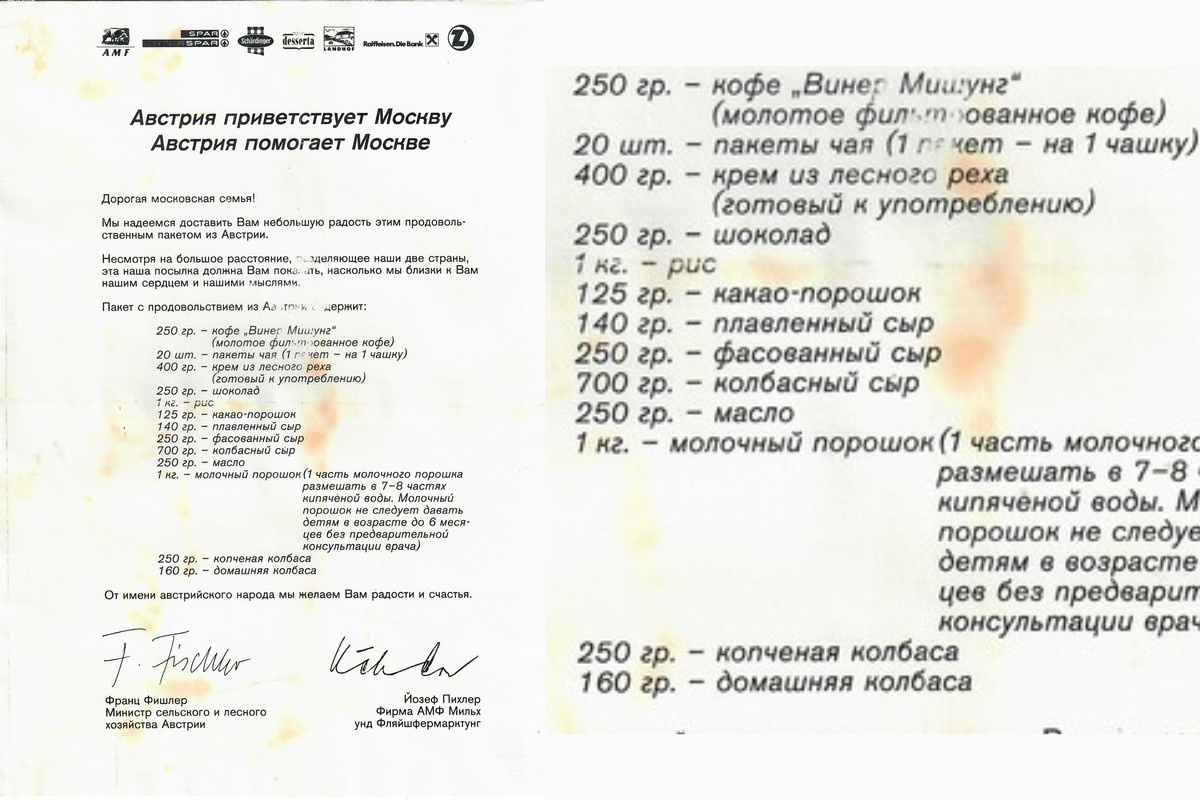 AMF
SPAR
SPAR
Schärdinger
desserta
LANDHOF
Raiffeisen. Die Bank
Z
Австрия приветствует Москву
Австрия помогает Москве
Дорогая московская семья!
Мы надеемся доставить Вам небольшую радость этим продоволь-
ственным пакетом из Австрии.
Несмотря на большое расстояние, разделяющее наши две страны,
эта наша посылка должна Вам показать, насколько мы близки к Вам
нашим сердцем и нашими мыслями.
Пакет с продовольствием из Австрии содержит:
250 гр. – кофе „Винер Мишунг“
(молотое фильтрованное кофе)
20 шт. – пакеты чая (1 пакет – на 1 чашку)
400 гр. – крем из лесного реха
(готовый к употреблению)
250 гр. – шоколад
1 кг. – рис
125 гр. – какао-порошок
140 гр. – плавленный сыр
250 гр. – фасованный сыр
700 гр. – колбасный сыр
250 гр. – масло
1 кг. – молочный порошок (1 часть молочного порошка
размешать в 7–8 частях
кипяченой воды. Молочный
порошок не следует давать
детям в возрасте до 6 меся-
цев без предварительной
консультации врача)
250 гр. – копченая колбаса
160 гр. – домашняя колбаса
От имени австрийского народа мы желаем Вам радости и счастья.
F. Fischler
Франц Фишлер
Министр сельского и лесного
хозяйства Австрии
Йозеф Пихлер
Фирма АМФ Мильх
унд Фляйшфермарктунг
250 гр. – кофе „Винер Мишунг“
(молотое фильтрованное кофе)
20 шт. – пакеты чая (1 пакет – на 1 чашку)
400 гр. – крем из лесного реха
(готовый к употреблению)
250 гр. – шоколад
1 кг. – рис
125 гр. – какао-порошок
140 гр. – плавленный сыр
250 гр. – фасованный сыр
700 гр. – колбасный сыр
250 гр. – масло
1 кг. – молочный порошок (1 часть молочного
размешать в 7–8
кипяченой воды. М
порошок не следуе
детям в возрасте
цев без предварит
консультации врач
250 гр. – копченая колбаса
160 гр. – домашняя колбаса